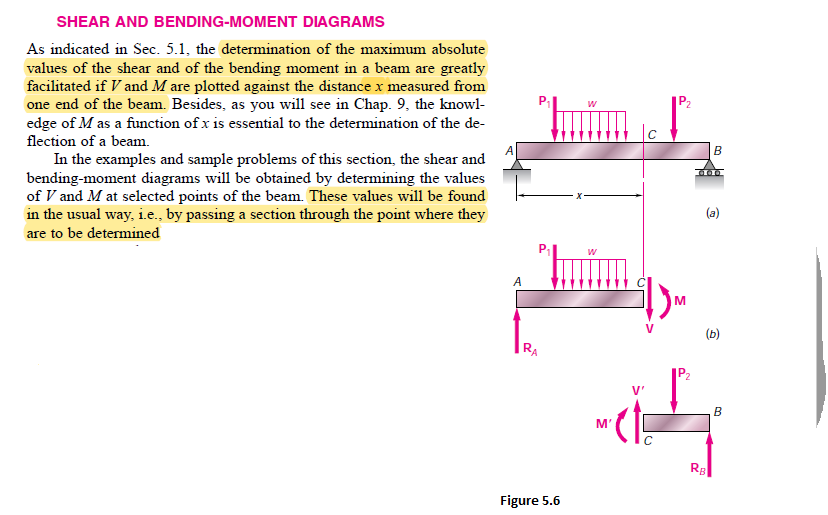 SHEAR AND BENDING-MOMENT DIAGRAMS
As indicated in Sec. 5.1, the determination of the maximum absolute
values of the shear and of the bending moment in a beam are greatly
facilitated if V and M are plotted against the distance x measured from
one end of the beam. Besides, as you will see in Chap. 9, the knowl-
edge of M as a function of x is essential to the determination of the de-
flection of a beam.
In the examples and sample problems of this section, the shear and
bending-moment diagrams will be obtained by determining the values
of V and M at selected points of the beam. These values will be found
in the usual way, i.e., by passing a section through the point where they
are to be determined
P1
w
P2
C
A
B
x
(a)
P1
w
A
C
M
V
(b)
RA
P2
V'
B
M'
C
RB
Figure 5.6